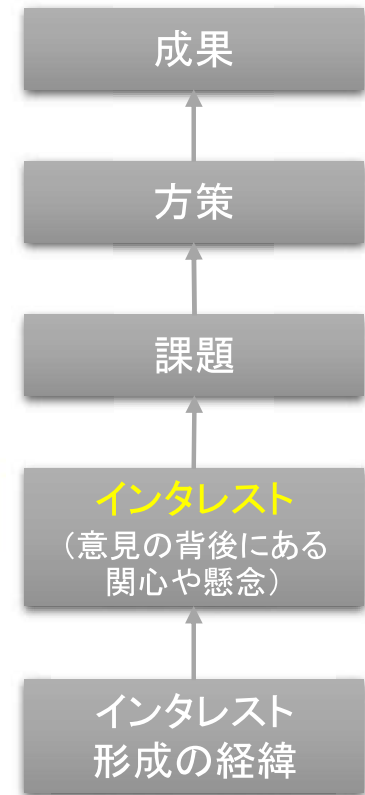 成果
方策
課題
インタレスト
（意見の背後にある
関心や懸念）
インタレスト
形成の経緯